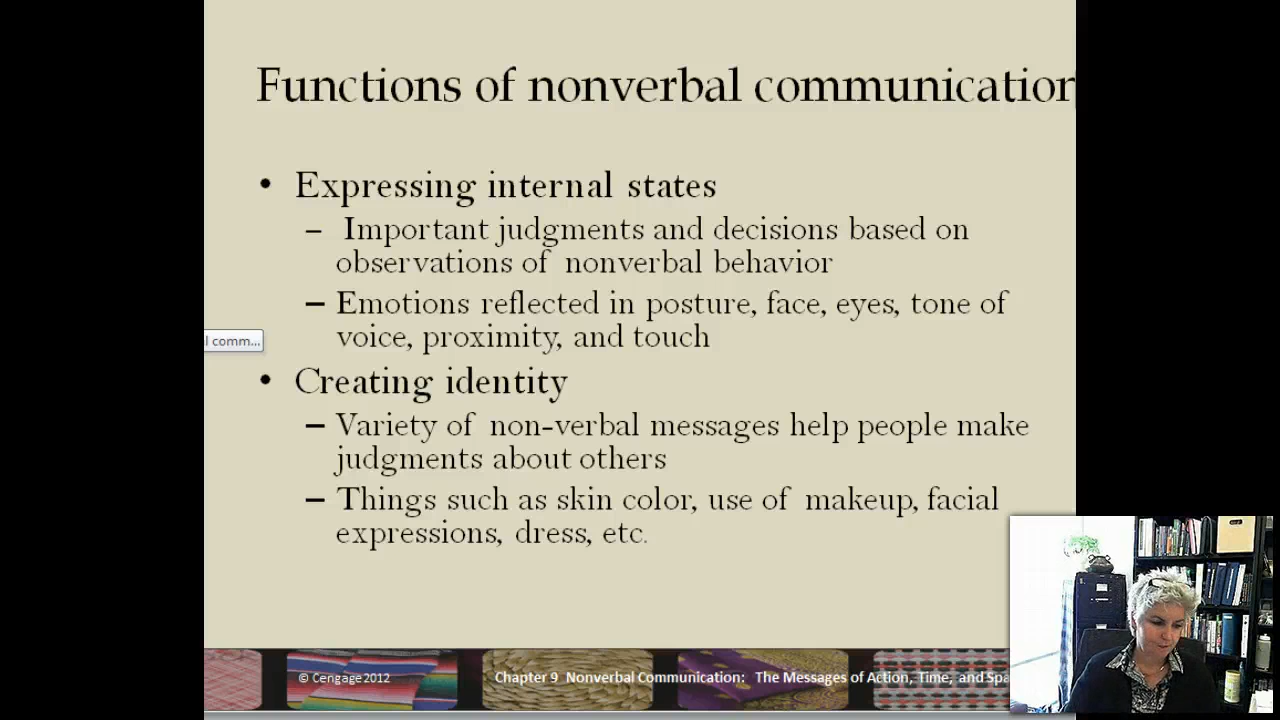 Functions of nonverbal communication
• Expressing internal states
– Important judgments and decisions based on
observations of nonverbal behavior
– Emotions reflected in posture, face, eyes, tone of
voice, proximity, and touch
l comm...
• Creating identity
– Variety of non-verbal messages help people make
judgments about others
– Things such as skin color, use of makeup, facial
expressions, dress, etc.
© Cengage 2012
Chapter 9 Nonverbal Communication: The Messages of Action, Time, and Spa